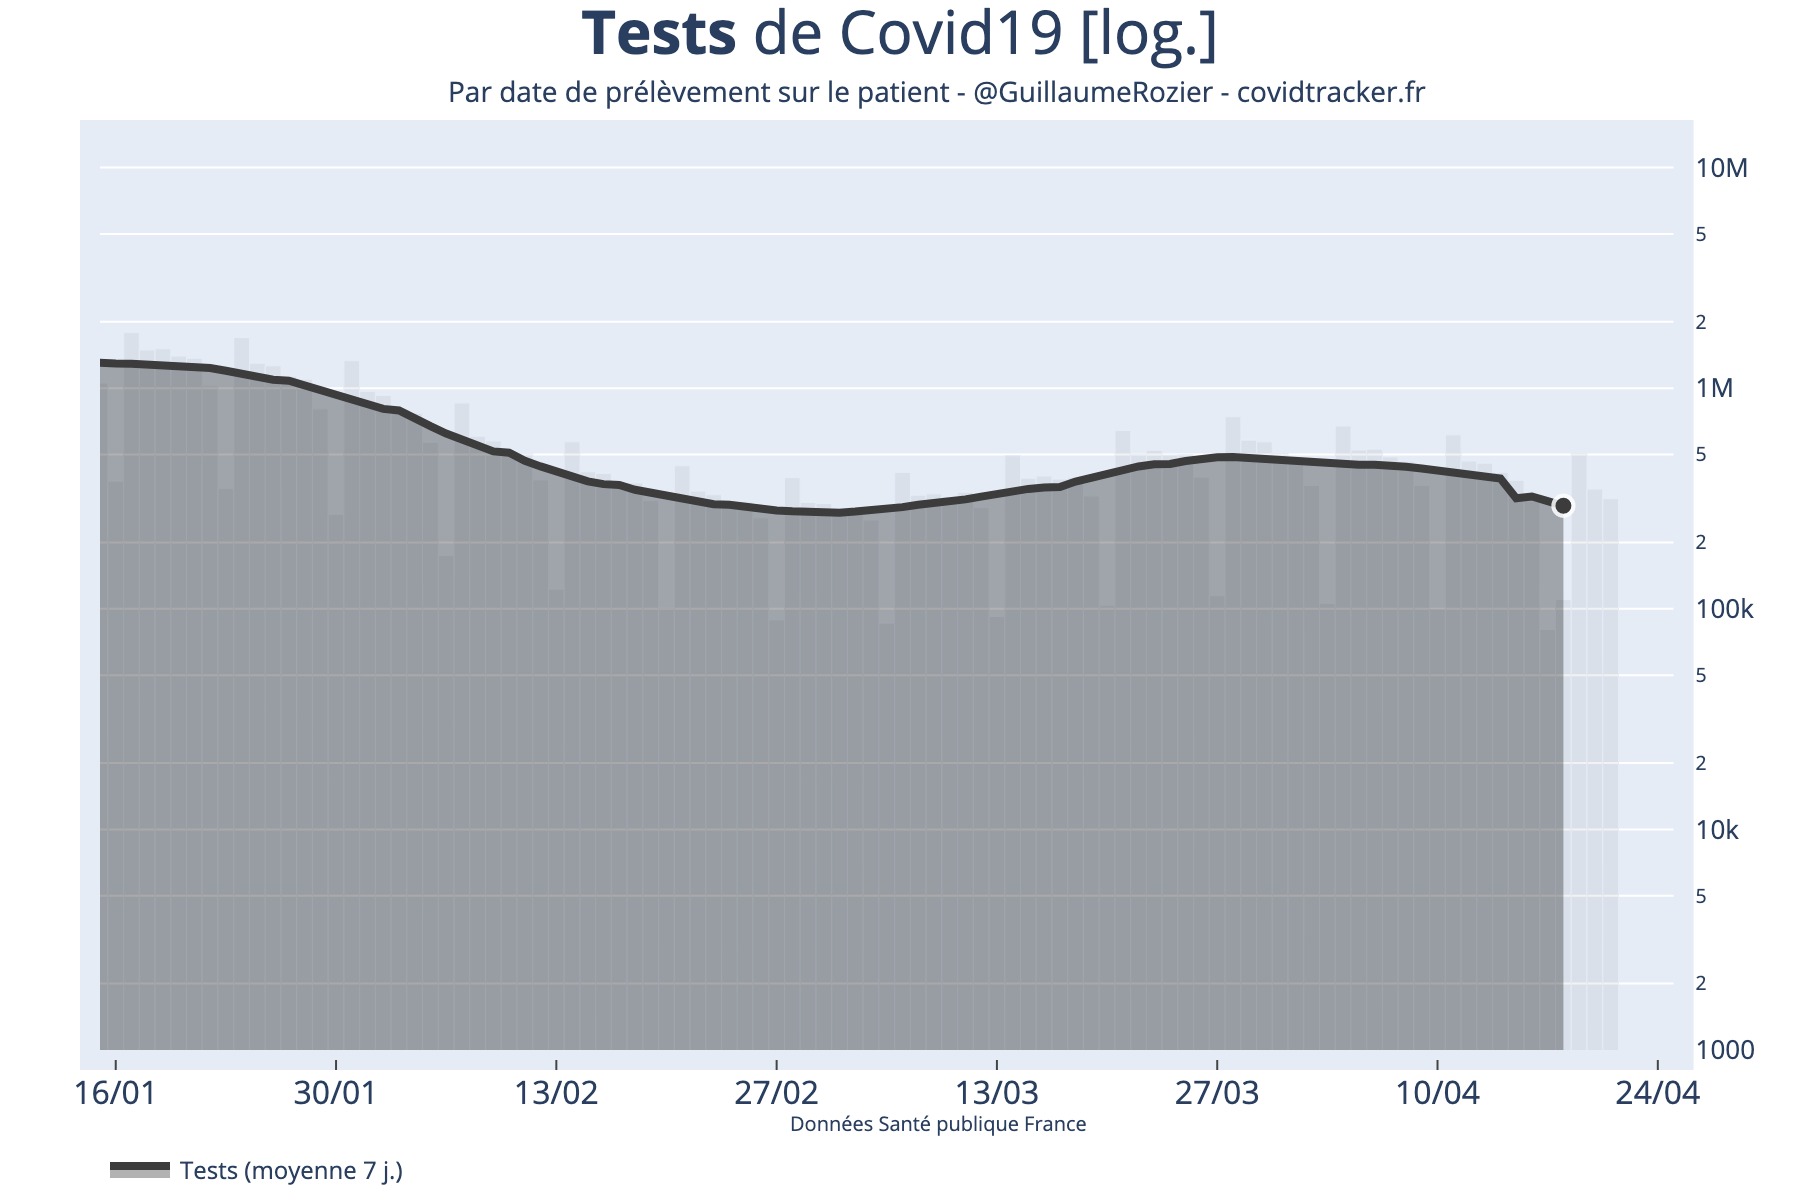 Tests de Covid19 [log.]
Par date de prélèvement sur le patient - @GuillaumeRozier - covidtracker.fr
10M
5
2
1M
5
2
100k
5
2
10k
5
2
1000
16/01 30/01 13/02 27/02 13/03 27/03 10/04 24/04
Données Santé publique France
Tests (moyenne 7 j.)